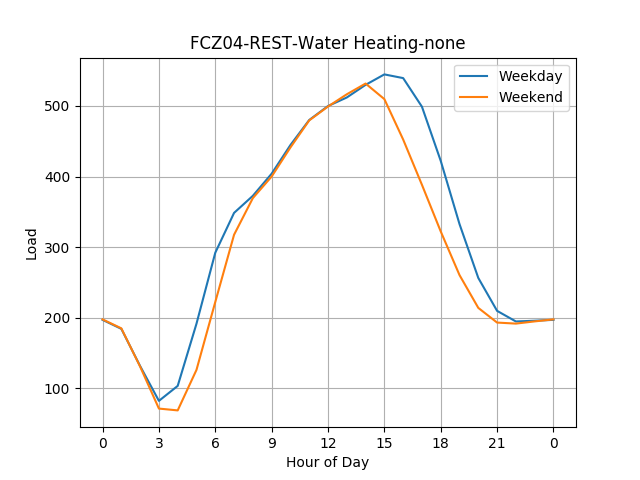 FCZ04-REST-Water Heating-none
Weekday
Weekend
Load
500
400
300
200
100
0 3 6 9 12 15 18 21 0
Hour of Day